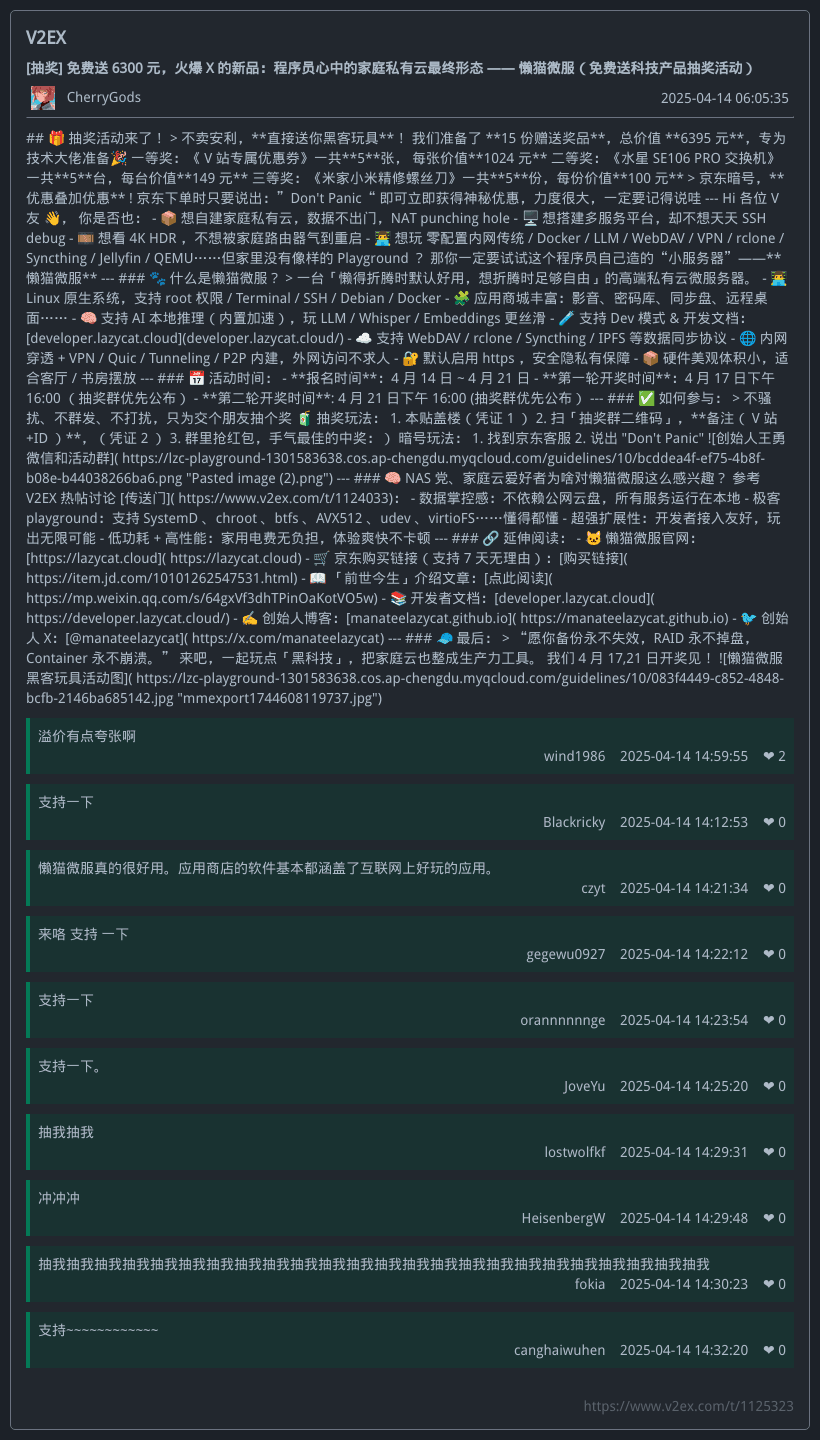 V2EX
[抽奖] 免费送 6300 元，火爆 X 的新品：程序员心中的家庭私有云最终形态 —— 懒猫微服（免费送科技产品抽奖活动）
CherryGods 2025-04-14 06:05:35
## 🎁 抽奖活动来了！ > 不卖安利，**直接送你黑客玩具**！ 我们准备了 **15 份赠送奖品**，总价值 **6395 元**，专为
技术大佬准备🎉 一等奖：《 V 站专属优惠券》一共**5**张， 每张价值**1024 元** 二等奖：《水星 SE106 PRO 交换机》
一共**5**台，每台价值**149 元** 三等奖：《米家小米精修螺丝刀》一共**5**份，每份价值**100 元** > 京东暗号，**
优惠叠加优惠** ! 京东下单时只要说出：” Don't Panic “ 即可立即获得神秘优惠，力度很大，一定要记得说哇 --- Hi 各位 V
友 👋， 你是否也： - 📦 想自建家庭私有云，数据不出门，NAT punching hole - 🖥️ 想搭建多服务平台，却不想天天 SSH
debug - 🎞️ 想看 4K HDR ，不想被家庭路由器气到重启 - 👨‍💻 想玩 零配置内网传统 / Docker / LLM / WebDAV / VPN / rclone /
Syncthing / Jellyfin / QEMU……但家里没有像样的 Playground ？ 那你一定要试试这个程序员自己造的“小服务器”——**
懒猫微服** --- ### 🐾 什么是懒猫微服？ > 一台「懒得折腾时默认好用，想折腾时足够自由」的高端私有云微服务器。 - 👨‍💻
Linux 原生系统，支持 root 权限 / Terminal / SSH / Debian / Docker - 🧩 应用商城丰富：影音、密码库、同步盘、远程桌
面…… - 🧠 支持 AI 本地推理（内置加速），玩 LLM / Whisper / Embeddings 更丝滑 - 🧪 支持 Dev 模式 & 开发文档：
[developer.lazycat.cloud](developer.lazycat.cloud/) - ☁️ 支持 WebDAV / rclone / Syncthing / IPFS 等数据同步协议 - 🌐 内网
穿透 + VPN / Quic / Tunneling / P2P 内建，外网访问不求人 - 🔐 默认启用 https ，安全隐私有保障 - 📦 硬件美观体积小，适
合客厅 / 书房摆放 --- ### 📅 活动时间： - **报名时间**：4 月 14 日 ~ 4 月 21 日 - **第一轮开奖时间**：4 月 17 日下午
16:00 （ 抽奖群优先公布 ） - **第二轮开奖时间**: 4 月 21 日下午 16:00 (抽奖群优先公布 ） --- ### ✅ 如何参与： > 不骚
扰、不群发、不打扰，只为交个朋友抽个奖 🧃 抽奖玩法： 1. 本贴盖楼（ 凭证 1 ） 2. 扫「抽奖群二维码」，**备注（ V 站
+ID ）**，（ 凭证 2 ） 3. 群里抢红包，手气最佳的中奖：） 暗号玩法： 1. 找到京东客服 2. 说出 "Don't Panic" ![创始人王勇
微信和活动群]( https://lzc-playground-1301583638.cos.ap-chengdu.myqcloud.com/guidelines/10/bcddea4f-ef75-4b8f-
b08e-b44038266ba6.png "Pasted image (2).png") --- ### 🧠 NAS 党、家庭云爱好者为啥对懒猫微服这么感兴趣？ 参考
V2EX 热帖讨论 [传送门]( https://www.v2ex.com/t/1124033)： - 数据掌控感：不依赖公网云盘，所有服务运行在本地 - 极客
playground：支持 SystemD 、chroot 、btfs 、AVX512 、udev 、virtioFS……懂得都懂 - 超强扩展性：开发者接入友好，玩
出无限可能 - 低功耗 + 高性能：家用电费无负担，体验爽快不卡顿 --- ### 🔗 延伸阅读： - 🐱 懒猫微服官网：
[https://lazycat.cloud]( https://lazycat.cloud) - 🛒 京东购买链接（ 支持 7 天无理由 ）：[购买链接](
https://item.jd.com/10101262547531.html) - 📖 「前世今生」介绍文章：[点此阅读](
https://mp.weixin.qq.com/s/64gxVf3dhTPinOaKotVO5w) - 📚 开发者文档：[developer.lazycat.cloud](
https://developer.lazycat.cloud/) - ✍️ 创始人博客：[manateelazycat.github.io]( https://manateelazycat.github.io) - 🐦 创始
人 X：[@manateelazycat]( https://x.com/manateelazycat) --- ### 🧢 最后： > “愿你备份永不失效，RAID 永不掉盘，
Container 永不崩溃。” 来吧，一起玩点「黑科技」，把家庭云也整成生产力工具。 我们 4 月 17,21 日开奖见！ ![懒猫微服
黑客玩具活动图]( https://lzc-playground-1301583638.cos.ap-chengdu.myqcloud.com/guidelines/10/083f4449-c852-4848-
bcfb-2146ba685142.jpg "mmexport1744608119737.jpg")
溢价有点夸张啊
wind1986 2025-04-14 14:59:55 ❤ 2
支持一下
Blackricky 2025-04-14 14:12:53 ❤ 0
懒猫微服真的很好用。应用商店的软件基本都涵盖了互联网上好玩的应用。
czyt 2025-04-14 14:21:34 ❤ 0
来咯 支持 一下
gegewu0927 2025-04-14 14:22:12 ❤ 0
支持一下
orannnnnnge 2025-04-14 14:23:54 ❤ 0
支持一下。
JoveYu 2025-04-14 14:25:20 ❤ 0
抽我抽我
lostwolfkf 2025-04-14 14:29:31 ❤ 0
冲冲冲
HeisenbergW 2025-04-14 14:29:48 ❤ 0
抽我抽我抽我抽我抽我抽我抽我抽我抽我抽我抽我抽我抽我抽我抽我抽我抽我抽我抽我抽我抽我抽我抽我抽我
fokia 2025-04-14 14:30:23 ❤ 0
支持~~~~~~~~~~~~
canghaiwuhen 2025-04-14 14:32:20 ❤ 0
https://www.v2ex.com/t/1125323